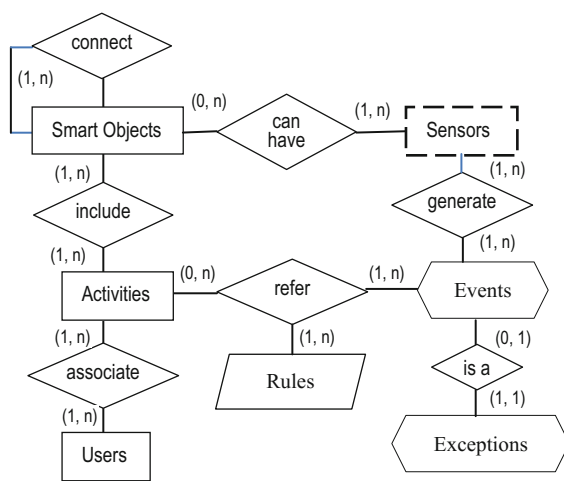 connect
(1, n)
(0, n)
(1, n)
Smart Objects
can
have
Sensors
(1, n)
(1, n)
include
generate
(1, n)
(0, n)
(1, n)
(1, n)
Activities
refer
Events
(1, n)
(1, n)
(0, 1)
associate
Rules
is a
(1, n)
(1, 1)
Users
Exceptions